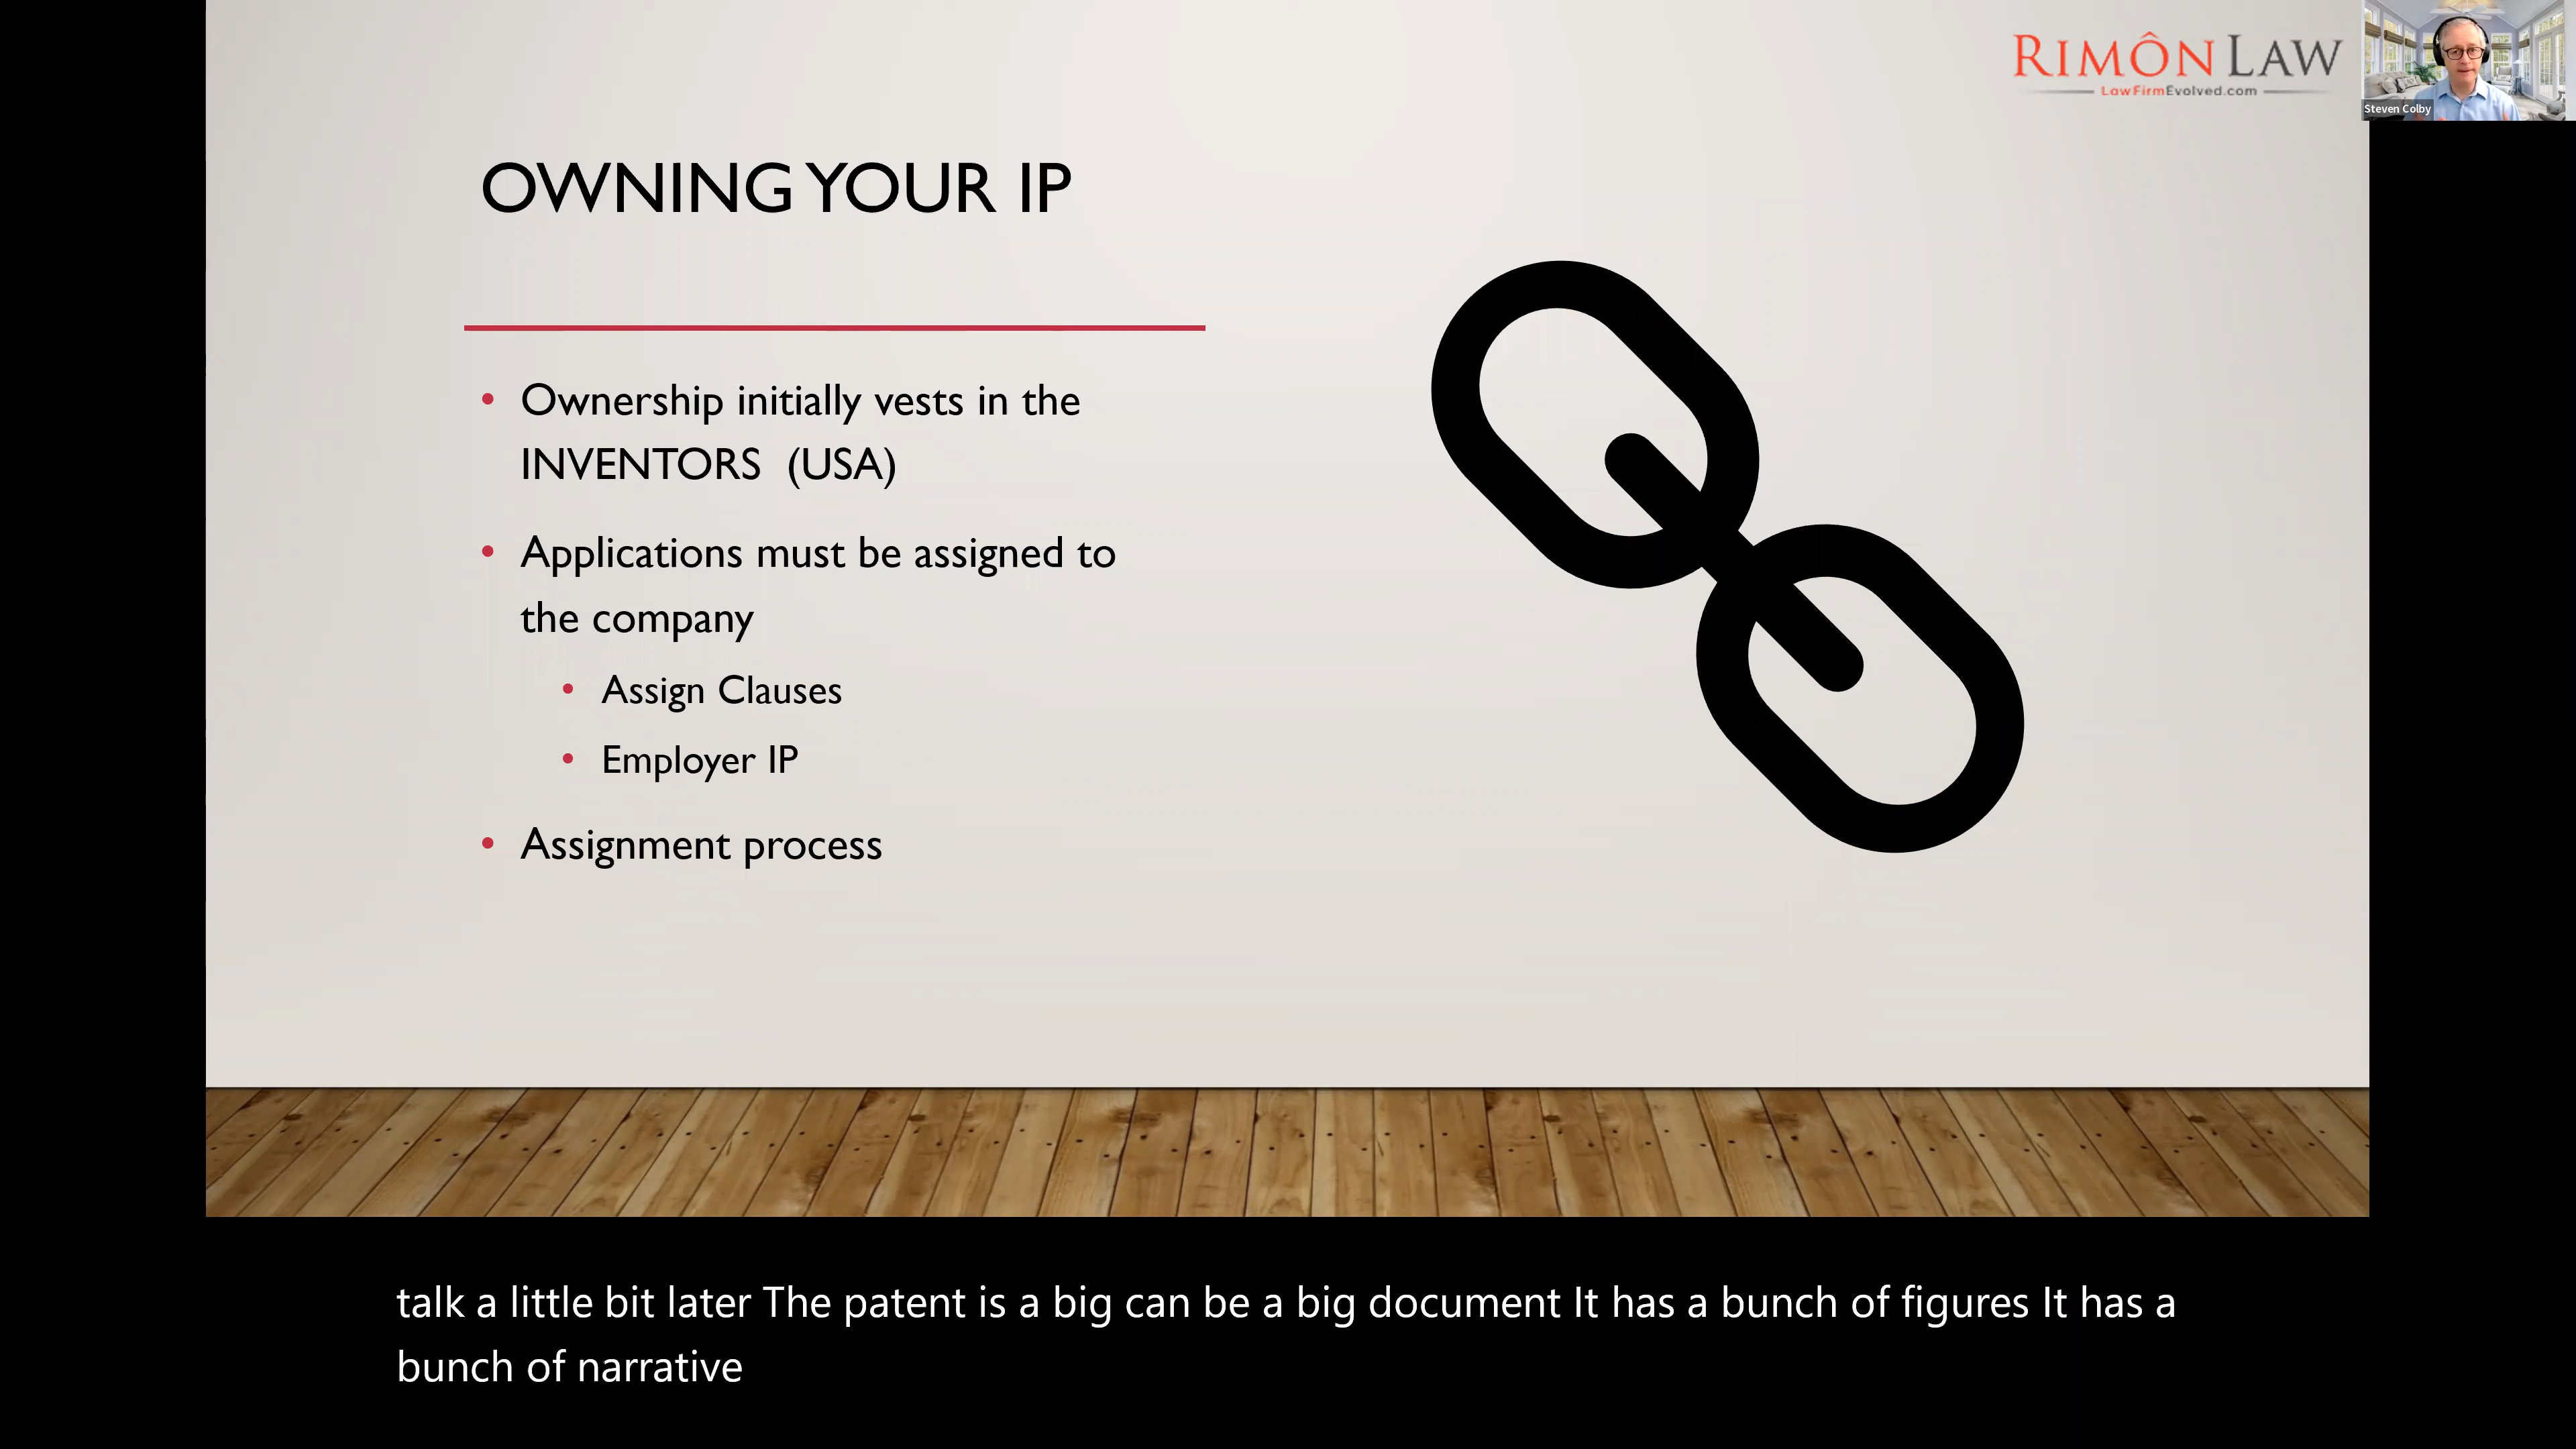 RIMÔN LAW
LawFirmEvolved.com
Steven Colby
OWNING YOUR IP
• Ownership initially vests in the
INVENTORS (USA)
• Applications must be assigned to
the company
• Assign Clauses
• Employer IP
• Assignment process
talk a little bit later The patent is a big can be a big document It has a bunch of figures It has a
bunch of narrative